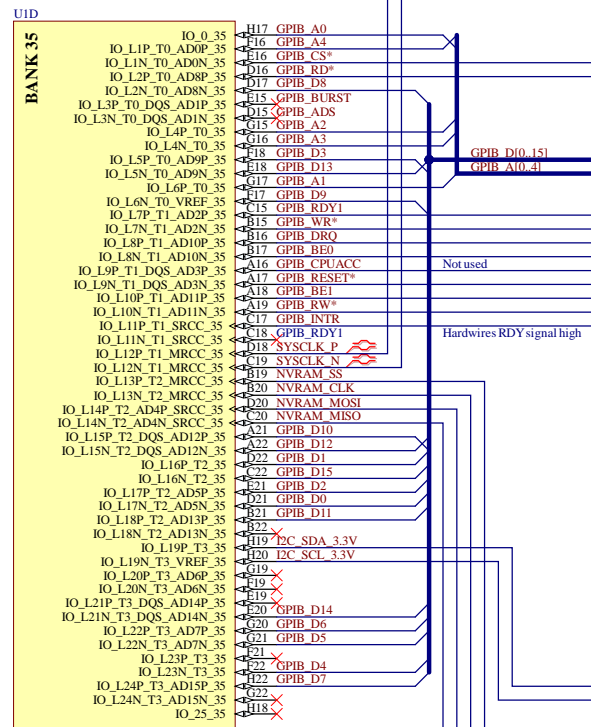 U1D
BANK 35
IO_0_35 H17 GPIB_A0
IO_L1P_T0_AD0P_35 F16 GPIB_A4
IO_L1N_T0_AD0N_35 E16 GPIB_CS*
IO_L2P_T0_AD8P_35 D16 GPIB_RD*
IO_L2N_T0_AD8N_35 D17 GPIB_D8
IO_L3P_T0_DQS_AD1P_35 E15 GPIB_BURST
IO_L3N_T0_DQS_AD1N_35 D15 GPIB_ADS
IO_L4P_T0_35 G15 GPIB_A2
IO_L4N_T0_35 G16 GPIB_A3
IO_L5P_T0_AD9P_35 F18 GPIB_D3 GPIB_D[0..15]
IO_L5N_T0_AD9N_35 E18 GPIB_D13 GPIB_A[0..4]
IO_L6P_T0_35 G17 GPIB_A1
IO_L6N_T0_VREF_35 F17 GPIB_D9
IO_L7P_T1_AD2P_35 C15 GPIB_RDY1
IO_L7N_T1_AD2N_35 B15 GPIB_WR*
IO_L8P_T1_AD10P_35 B16 GPIB_DRQ
IO_L8N_T1_AD10N_35 B17 GPIB_BE0
IO_L9P_T1_DQS_AD3P_35 A16 GPIB_CPUACC Not used
IO_L9N_T1_DQS_AD3N_35 A17 GPIB_RESET*
IO_L10P_T1_AD11P_35 A18 GPIB_BE1
IO_L10N_T1_AD11N_35 A19 GPIB_RW*
IO_L11P_T1_SRCC_35 C17 GPIB_INTR
IO_L11N_T1_SRCC_35 C18 GPIB_RDY1 Hardwires RDY signal high
IO_L12P_T1_MRCC_35 D18 SYSCLK_P
IO_L12N_T1_MRCC_35 C19 SYSCLK_N
IO_L13P_T2_MRCC_35 B19 NVRAM_SS
IO_L13N_T2_MRCC_35 B20 NVRAM_CLK
IO_L14P_T2_AD4P_SRCC_35 D20 NVRAM_MOSI
IO_L14N_T2_AD4N_SRCC_35 C20 NVRAM_MISO
IO_L15P_T2_DQS_AD12P_35 A21 GPIB_D10
IO_L15N_T2_DQS_AD12N_35 A22 GPIB_D12
IO_L16P_T2_35 D22 GPIB_D1
IO_L16N_T2_35 C22 GPIB_D15
IO_L17P_T2_AD5P_35 E21 GPIB_D2
IO_L17N_T2_AD5N_35 D21 GPIB_D0
IO_L18P_T2_AD13P_35 B21 GPIB_D11
IO_L18N_T2_AD13N_35 B22
IO_L19P_T3_35 H19 I2C_SDA_3.3V
IO_L19N_T3_VREF_35 H20 I2C_SCL_3.3V
IO_L20P_T3_AD6P_35 G19
IO_L20N_T3_AD6N_35 F19
IO_L21P_T3_DQS_AD14P_35 E19
IO_L21N_T3_DQS_AD14N_35 E20 GPIB_D14
IO_L22P_T3_AD7P_35 G20 GPIB_D6
IO_L22N_T3_AD7N_35 G21 GPIB_D5
IO_L23P_T3_35 F21
IO_L23N_T3_35 F22 GPIB_D4
IO_L24P_T3_AD15P_35 H22 GPIB_D7
IO_L24N_T3_AD15N_35 G22
IO_25_35 H18